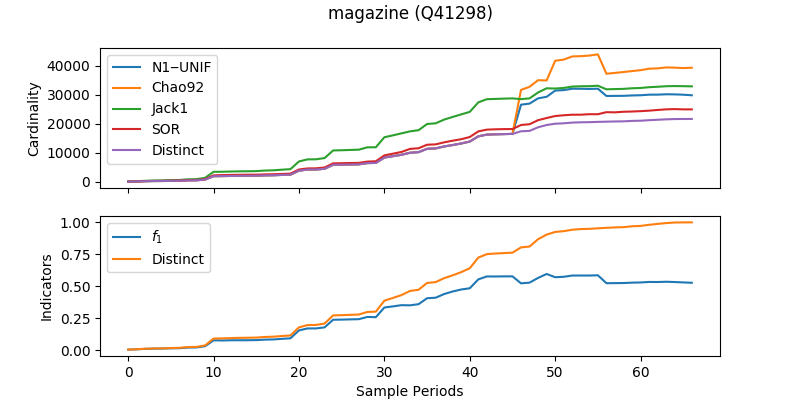 magazine (Q41298)
Cardinality
40000
30000
20000
10000
0
N1−UNIF
Chao92
Jack1
SOR
Distinct
Indicators
1.00
0.75
0.50
0.25
0.00
f1
Distinct
0 10 20 30 40 50 60
Sample Periods